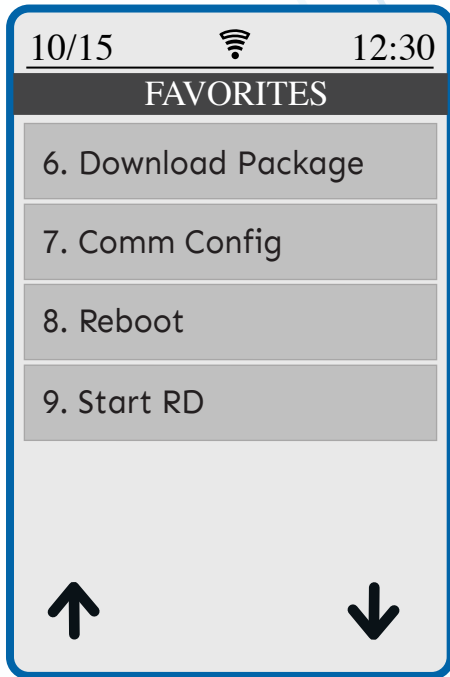 10/15 12:30
FAVORITES
6. Download Package
7. Comm Config
8. Reboot
9. Start RD